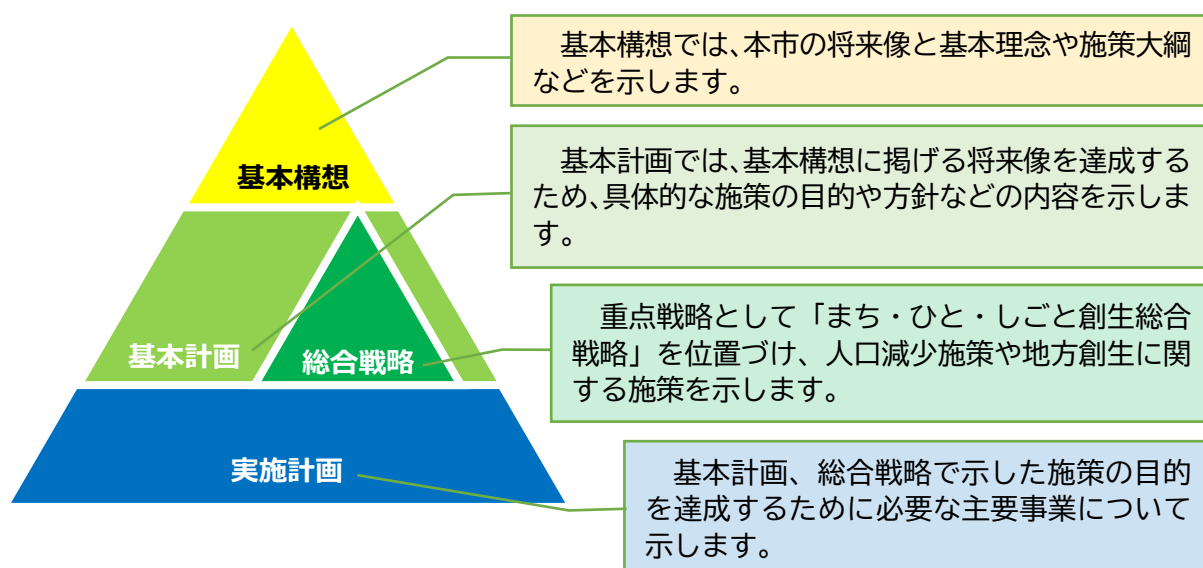 基本構想では、本市の将来像と基本理念や施策大綱
などを示します。
基本構想
基本計画では、基本構想に掲げる将来像を達成する
ため、具体的な施策の目的や方針などの内容を示しま
す。
重点戦略として「まち・ひと・しごと創生総合
戦略」を位置づけ、人口減少施策や地方創生に関
する施策を示します。
基本計画
総合戦略
実施計画
基本計画、総合戦略で示した施策の目的
を達成するために必要な主要事業について
示します。